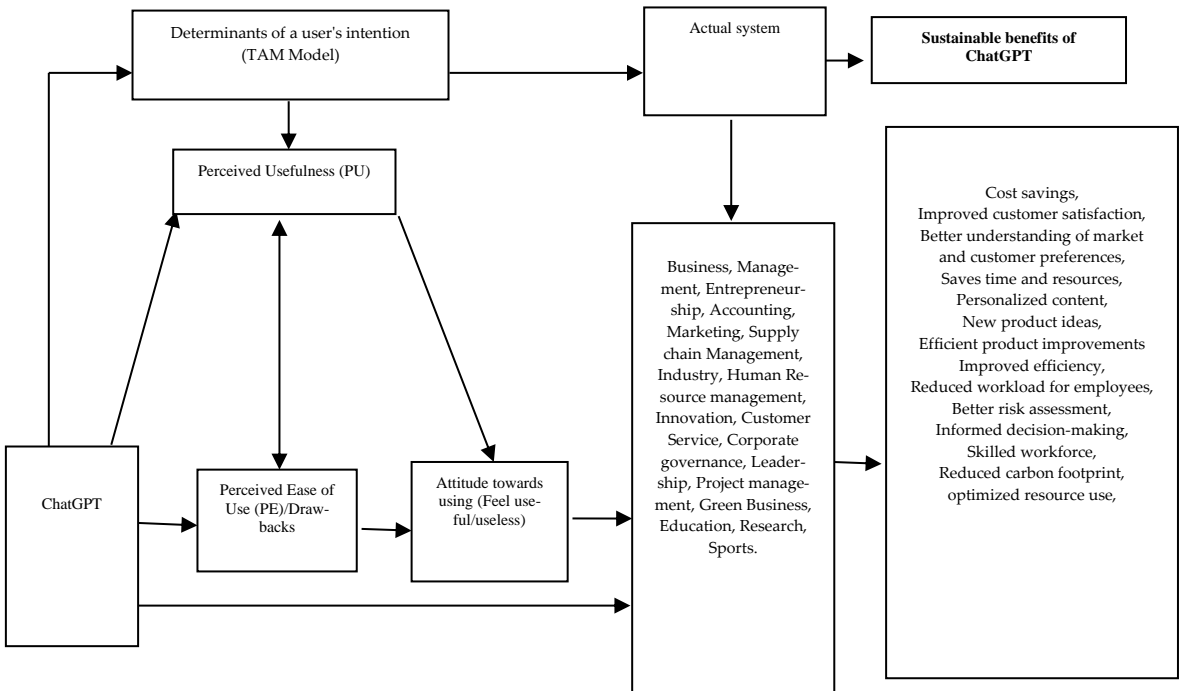 Determinants of a user's intention
(TAM Model)
Actual system
Sustainable benefits of
ChatGPT
Perceived Usefulness (PU)
Cost savings,
Improved customer satisfaction,
Better understanding of market
and customer preferences,
Saves time and resources,
Personalized content,
New product ideas,
Efficient product improvements
Improved efficiency,
Reduced workload for employees,
Better risk assessment,
Informed decision-making,
Skilled workforce,
Reduced carbon footprint,
optimized resource use,
Business, Manage-
ment, Entrepreneur-
ship, Accounting,
Marketing, Supply
chain Management,
Industry, Human Re-
source management,
Innovation, Customer
Service, Corporate
governance, Leader-
ship, Project manage-
ment, Green Business,
Education, Research,
Sports.
ChatGPT
Perceived Ease of
Use (PE)/Draw-
backs
Attitude towards
using (Feel use-
ful/useless)